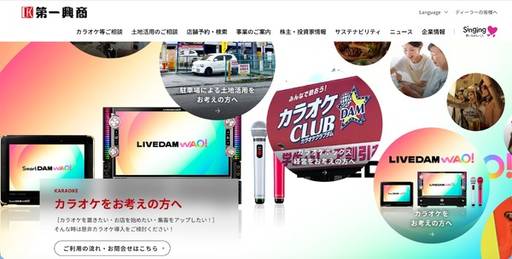 第一興商
Language
ディーラーの皆様へ
カラオケ等ご相談
土地活用のご相談
店舗予約・検索
事業のご案内
株主・投資家情報
サステナビリティ
ニュース
企業情報
Singing
駐車場による土地活用を
お考えの方へ
みんなで歌おう!
カラオケ
CLUB
愛
DAM
LIVEDAM WAO!
SmartDAM WAO!
LIVEDAM WAO!
カラオケを
お考えの方へ
KARAOKE
カラオケをお考えの方へ
[カラオケを置きたい・お店を始めたい・集客をアップしたい!]
そんな時は是非カラオケ導入をご検討ください!
ご利用の流れ・お問合せはこちら